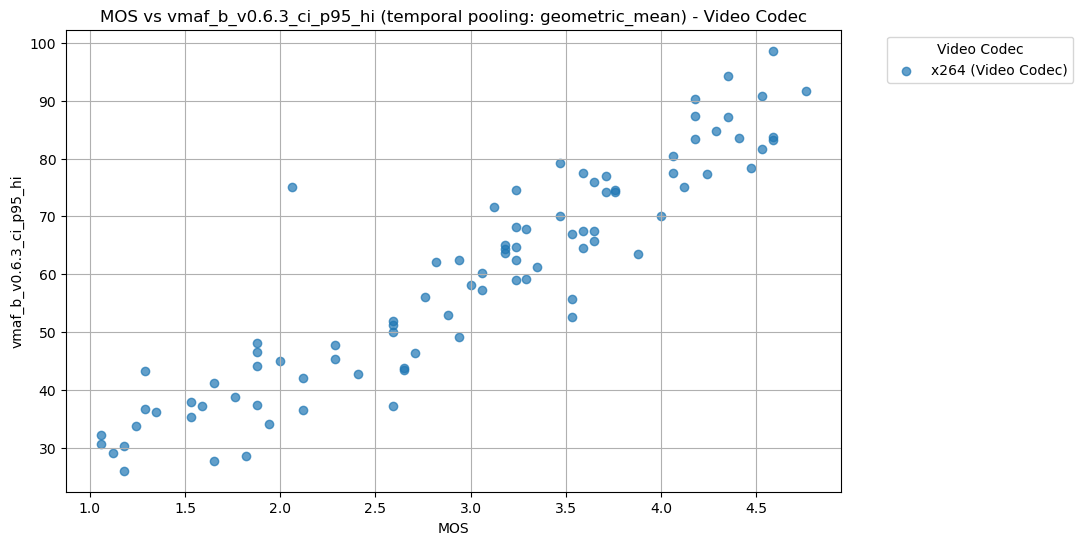 MOS vs vmaf_b_v0.6.3_ci_p95_hi (temporal pooling: geometric_mean) - Video Codec
Video Codec
x264 (Video Codec)
vmaf_b_v0.6.3_ci_p95_hi
100
90
80
70
60
50
40
30
1.0 1.5 2.0 2.5 3.0 3.5 4.0 4.5
MOS